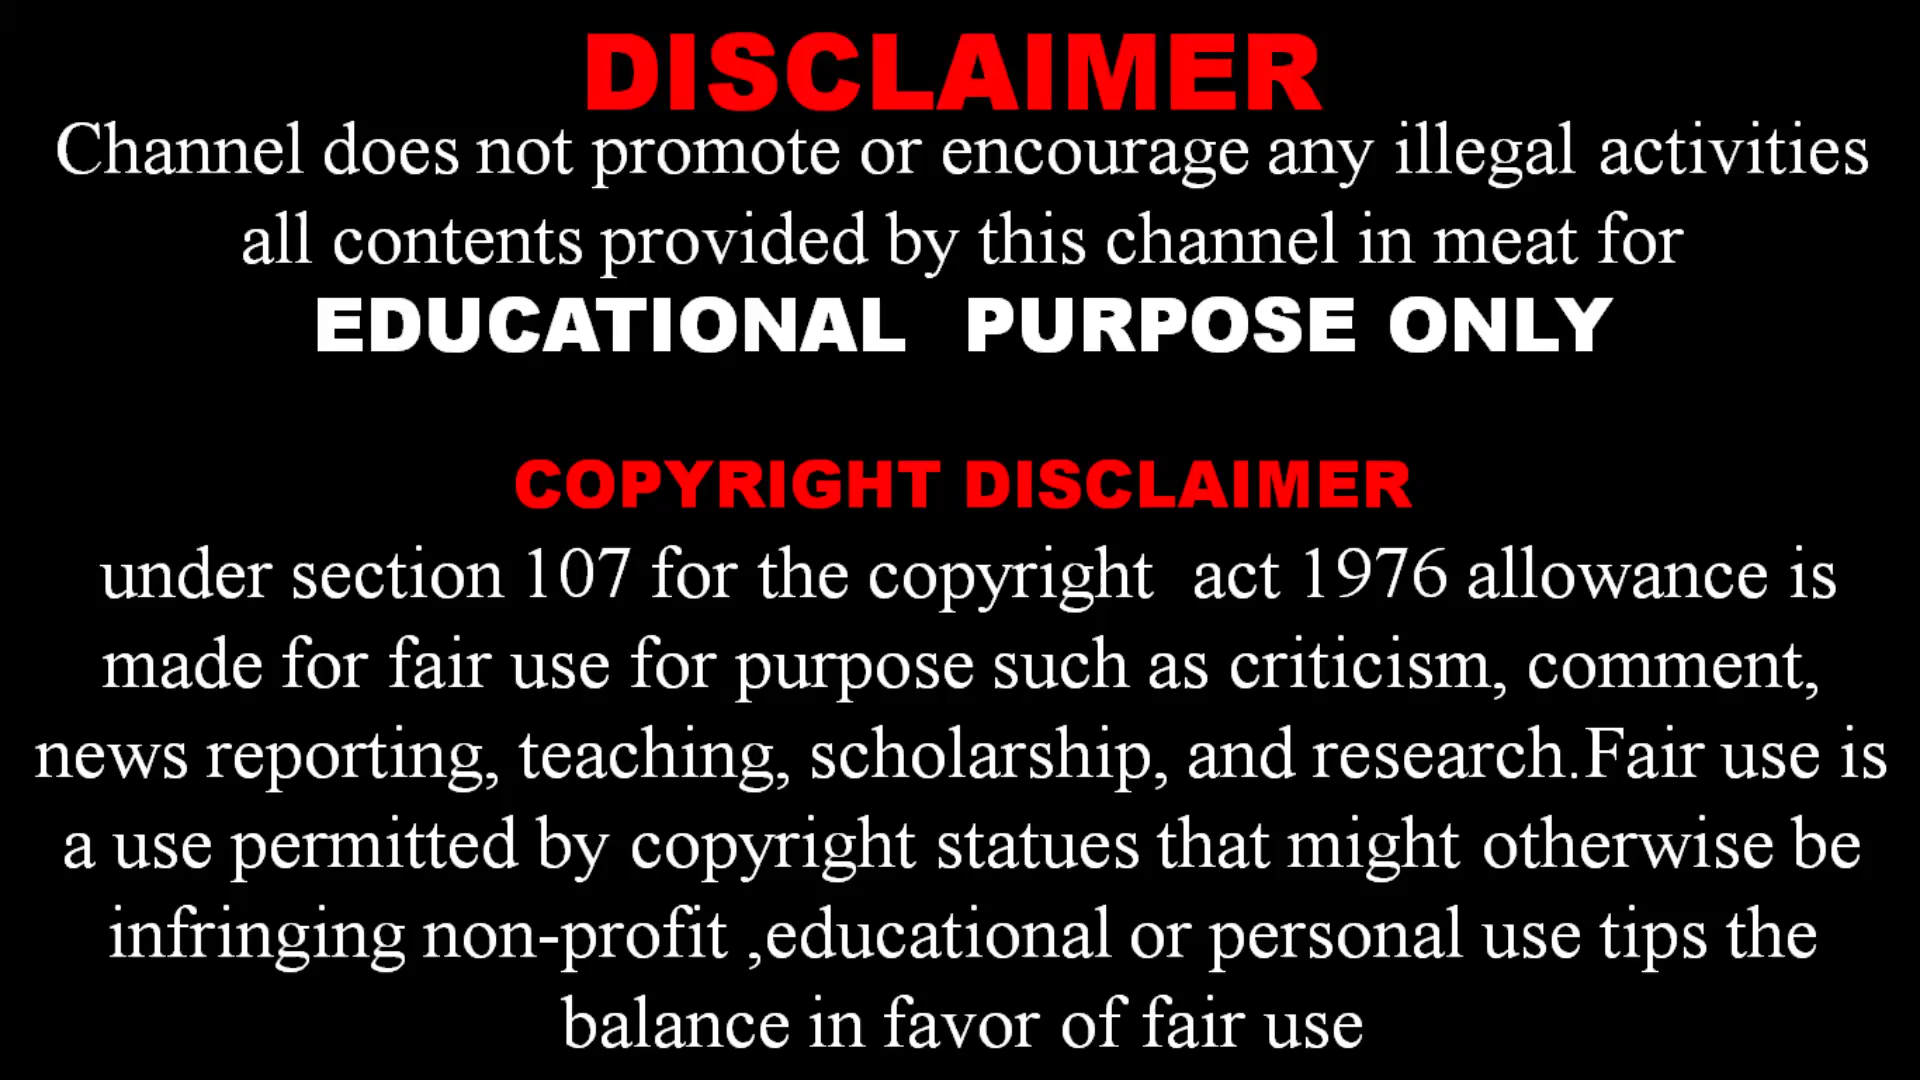 DISCLAIMER
Channel does not promote or encourage any illegal activities
all contents provided by this channel in meat for
EDUCATIONAL PURPOSE ONLY
COPYRIGHT DISCLAIMER
under section 107 for the copyright act 1976 allowance is
made for fair use for purpose such as criticism, comment,
news reporting, teaching, scholarship, and research.Fair use is
a use permitted by copyright statues that might otherwise be
infringing non-profit ,educational or personal use tips the
balance in favor of fair use